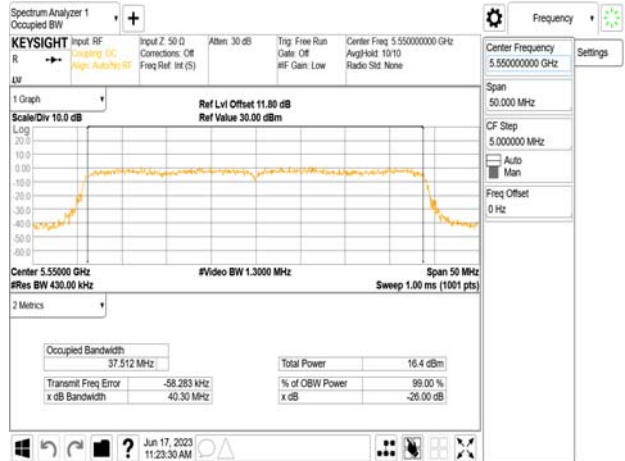 Spectrum Analyzer 1
Occupied BW
Frequency
KEYSIGHT
R
Input: RF
Coupling: DC
Align: Auto/No RF
Input Z: 50 Ω
Corrections: Off
Freq Ref: Int (S)
Atten: 30 dB
Trig: Free Run
Gate: Off
#IF Gain: Low
Center Freq: 5.550000000 GHz
Avg|Hold: 10/10
Radio Std: None
Center Frequency
5.550000000 GHz
Settings
Span
50.000 MHz
CF Step
5.000000 MHz
Auto
Man
Freq Offset
0 Hz
1 Graph
Scale/Div 10.0 dB
Ref Lvl Offset 11.80 dB
Ref Value 30.00 dBm
Log
20.0
10.0
0.00
-10.0
-20.0
-30.0
-40.0
-50.0
-60.0
Center 5.55000 GHz
#Video BW 1.3000 MHz
Span 50 MHz
#Res BW 430.00 kHz
Sweep 1.00 ms (1001 pts)
2 Metrics
Occupied Bandwidth
37.512 MHz
Total Power 16.4 dBm
Transmit Freq Error -58.283 kHz
% of OBW Power 99.00 %
x dB Bandwidth 40.30 MHz
x dB -26.00 dB
Jun 17, 2023
11:23:30 AM